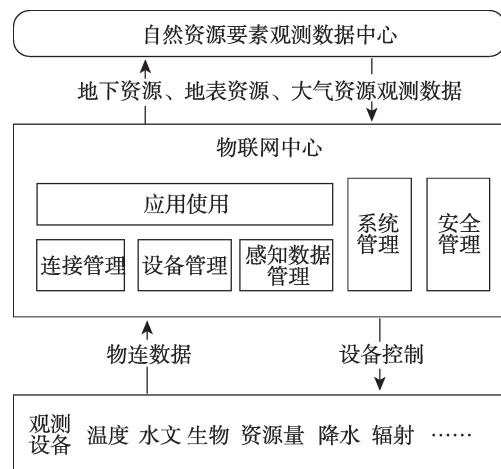 自然资源要素观测数据中心
地下资源、地表资源、大气资源观测数据
物联网中心
应用使用
系统
管理
安全
管理
连接管理
设备管理
感知数据
管理
物连数据
设备控制
观测
设备
温度 水文 生物 资源量 降水 辐射 ……